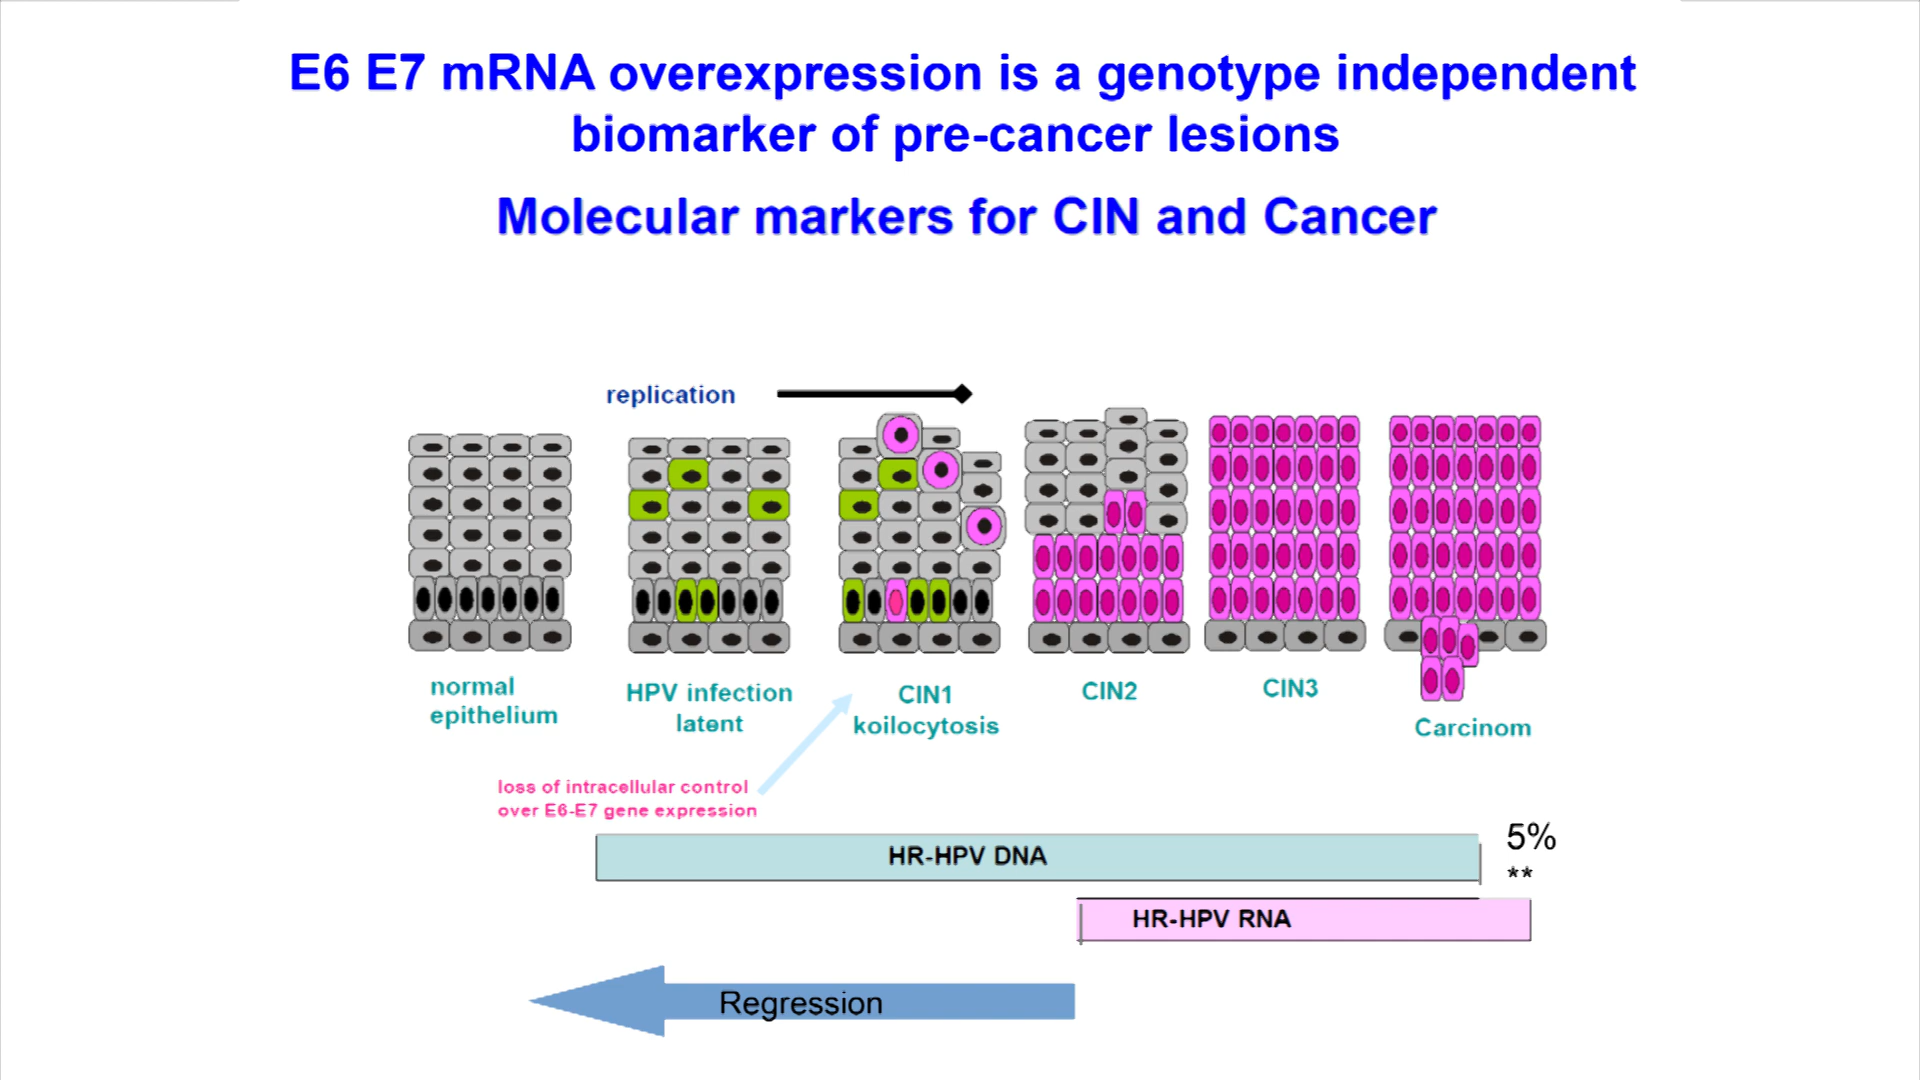 E6 E7 mRNA overexpression is a genotype independent
biomarker of pre-cancer lesions
Molecular markers for CIN and Cancer
replication
normal
epithelium
HPV infection
latent
CIN1
koilocytosis
CIN2
CIN3
Carcinom
loss of intracellular control
over E6-E7 gene expression
HR-HPV DNA
5%
**
HR-HPV RNA
Regression